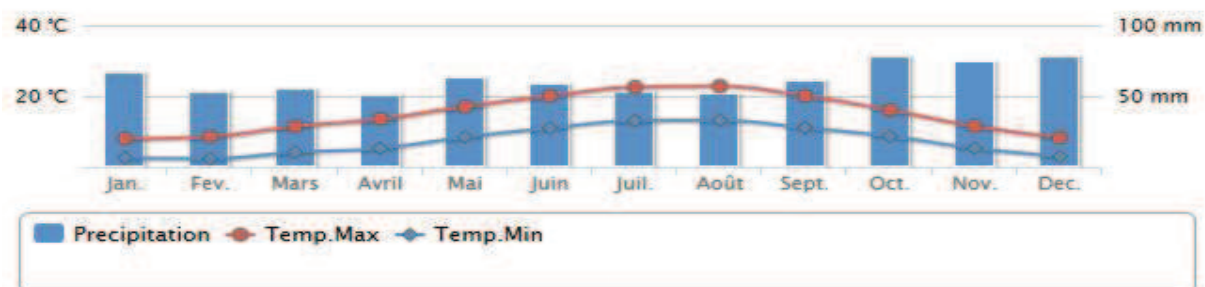 40 °C 100 mm
20 °C 50 mm
Jan. Fev. Mars Avril Mai Juin Juil. Août Sept. Oct. Nov. Dec.
Precipitation Temp.Max Temp.Min